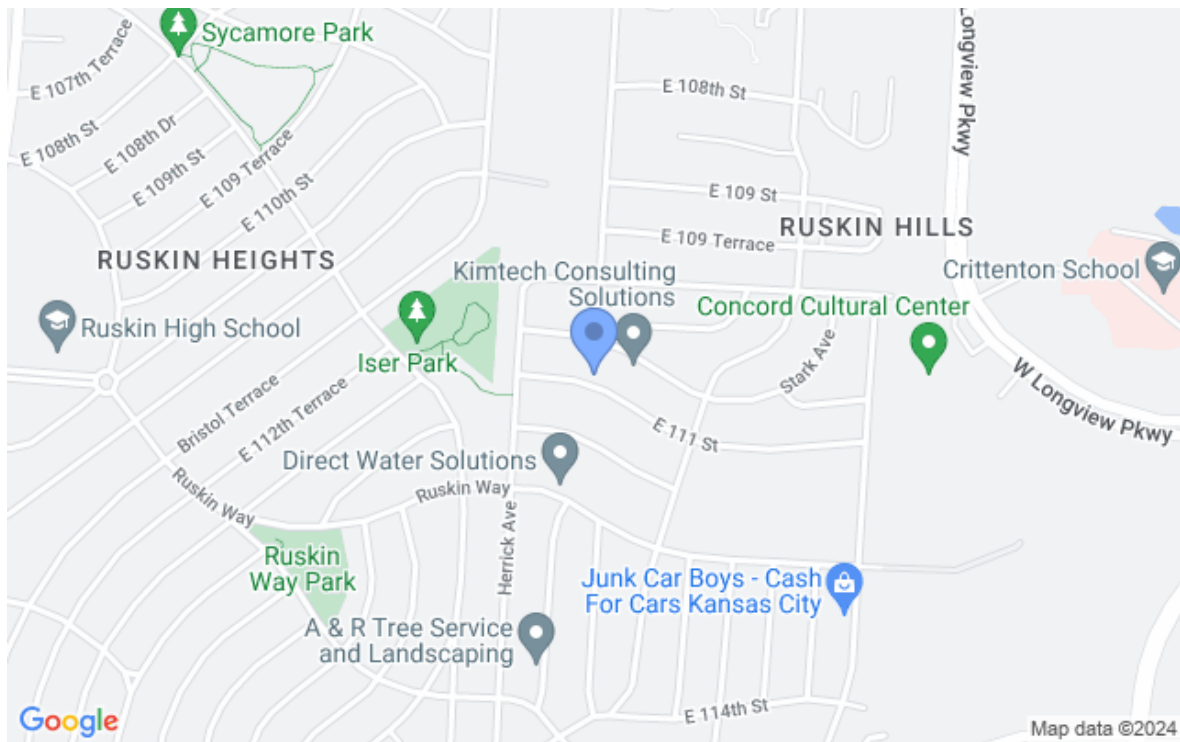 Sycamore Park
E 107th Terrace
E 108th St
E 108th Dr
E 109th St
E 109 Terrace
E 110th St
E 108th St
W Longview Pkwy
E 109 St
E 109 Terrace
RUSKIN HILLS
RUSKIN HEIGHTS
Kimtech Consulting
Solutions
Crittenton School
Concord Cultural Center
Ruskin High School
Iser Park
Stark Ave
W Longview Pkwy
Bristol Terrace
E 112th Terrace
E 111 St
Direct Water Solutions
Ruskin Way
Ruskin Way
Herrick Ave
Ruskin
Way Park
Junk Car Boys - Cash
For Cars Kansas City
A & R Tree Service
and Landscaping
E 114th St
Google
Map data ©2024